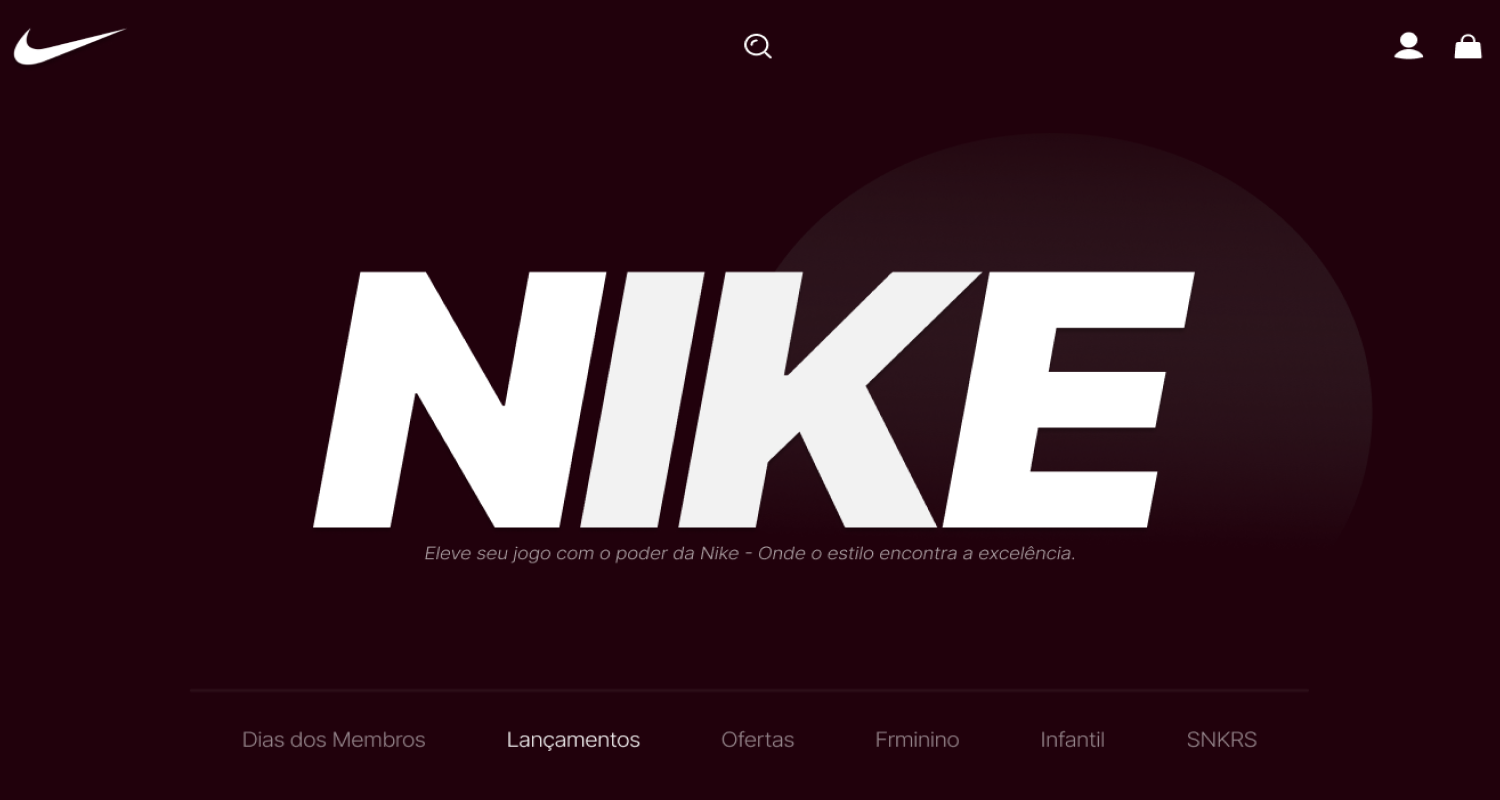 NIKE
Eleve seu jogo com o poder da Nike - Onde o estilo encontra a excelência.
Dias dos Membros Lançamentos Ofertas Frminino Infantil SNKRS